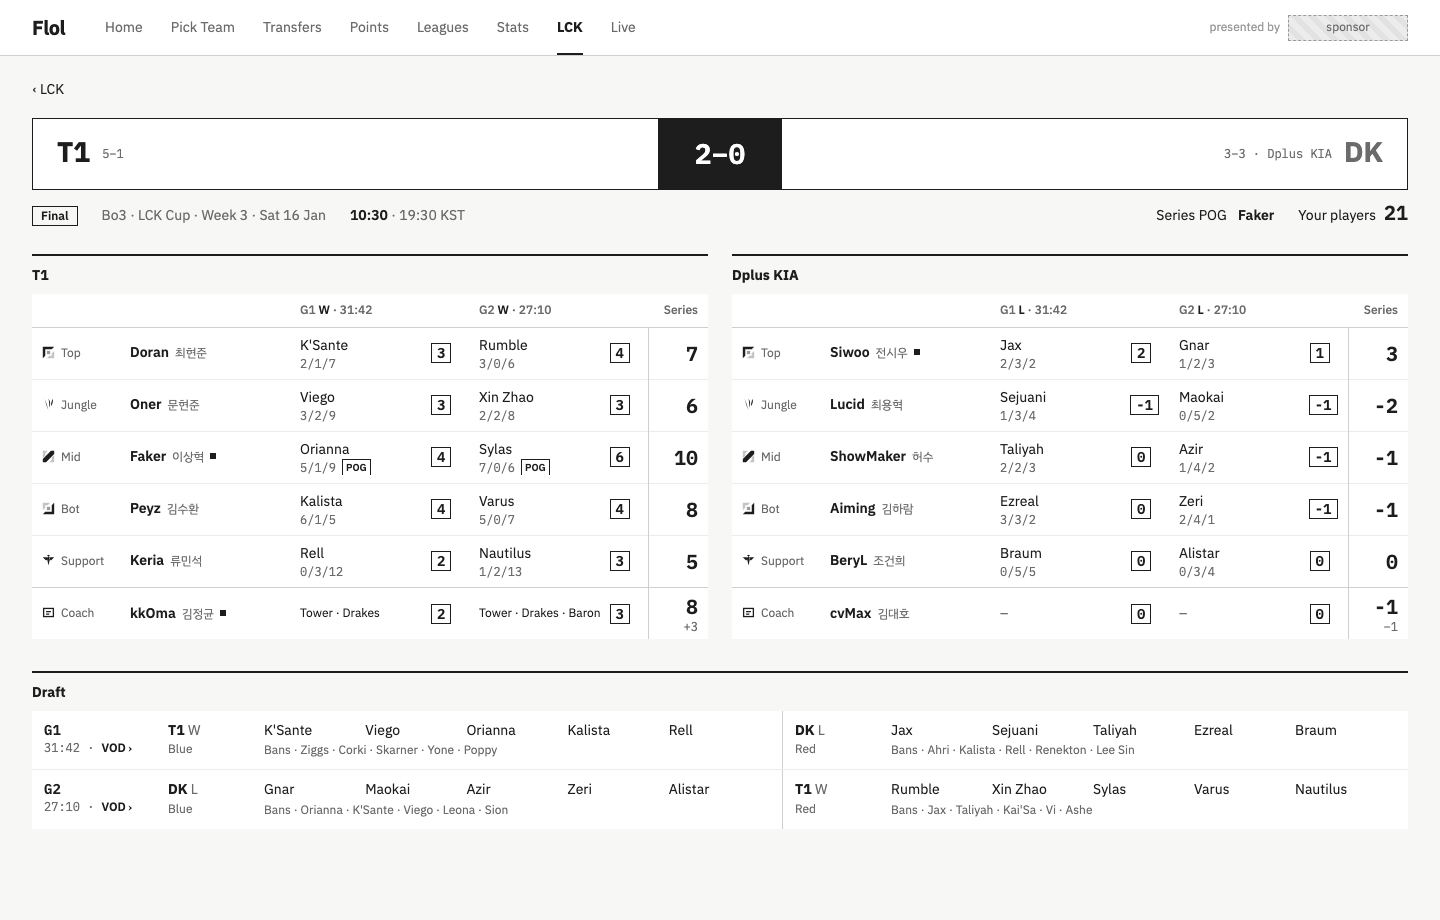 Flol Home Pick Team Transfers Points Leagues Stats LCK Live presented by sponsor
‹ LCK
T1 5–1 2–0 3–3 · Dplus KIA DK
Final Bo3 · LCK Cup · Week 3 · Sat 16 Jan 10:30 · 19:30 KST Series POG Faker Your players 21
T1
G1 W · 31:42 G2 W · 27:10 Series
Top Doran 최현준 K'Sante 2/1/7 3 Rumble 3/0/6 4 7
Jungle Oner 문현준 Viego 3/2/9 3 Xin Zhao 2/2/8 3 6
Mid Faker 이상혁 Orianna 5/1/9 POG 4 Sylas 7/0/6 POG 6 10
Bot Peyz 김수환 Kalista 6/1/5 4 Varus 5/0/7 4 8
Support Keria 류민석 Rell 0/3/12 2 Nautilus 1/2/13 3 5
Coach kkOma 김정균 Tower · Drakes 2 Tower · Drakes · Baron 3 8 +3
Dplus KIA
G1 L · 31:42 G2 L · 27:10 Series
Top Siwoo 전시우 Jax 2/3/2 2 Gnar 1/2/3 1 3
Jungle Lucid 최용혁 Sejuani 1/3/4 -1 Maokai 0/5/2 -1 -2
Mid ShowMaker 허수 Taliyah 2/2/3 0 Azir 1/4/2 -1 -1
Bot Aiming 김하람 Ezreal 3/3/2 0 Zeri 2/4/1 -1 -1
Support BeryL 조건희 Braum 0/5/5 0 Alistar 0/3/4 0 0
Coach cvMax 김대호 – 0 – 0 -1 −1
Draft
G1 T1 W K'Sante Viego Orianna Kalista Rell DK L Jax Sejuani Taliyah Ezreal Braum
31:42 · VOD › Blue Bans · Ziggs · Corki · Skarner · Yone · Poppy Red Bans · Ahri · Kalista · Rell · Renekton · Lee Sin
G2 DK L Gnar Maokai Azir Zeri Alistar T1 W Rumble Xin Zhao Sylas Varus Nautilus
27:10 · VOD › Blue Bans · Orianna · K'Sante · Viego · Leona · Sion Red Bans · Jax · Taliyah · Kai'Sa · Vi · Ashe